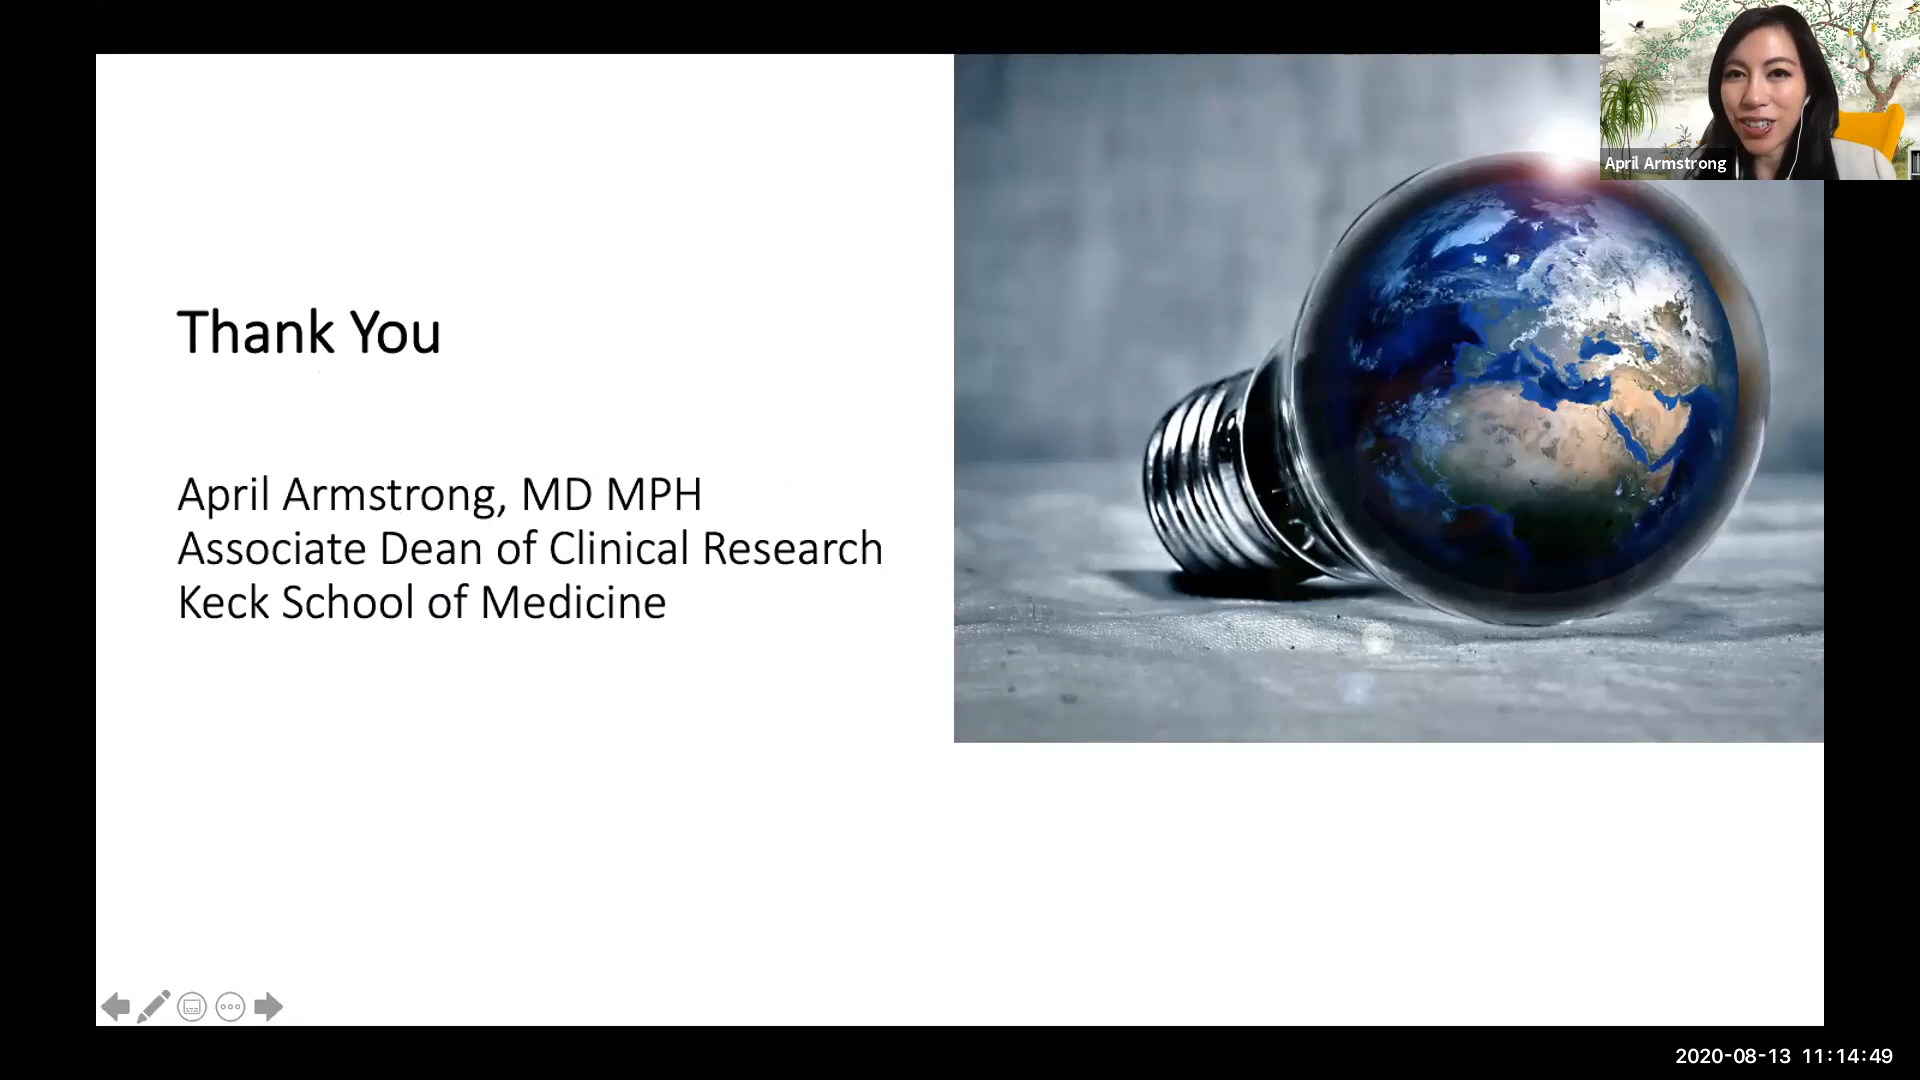 April Armstrong
Thank You
April Armstrong, MD MPH
Associate Dean of Clinical Research
Keck School of Medicine
2020-08-13 11:14:49